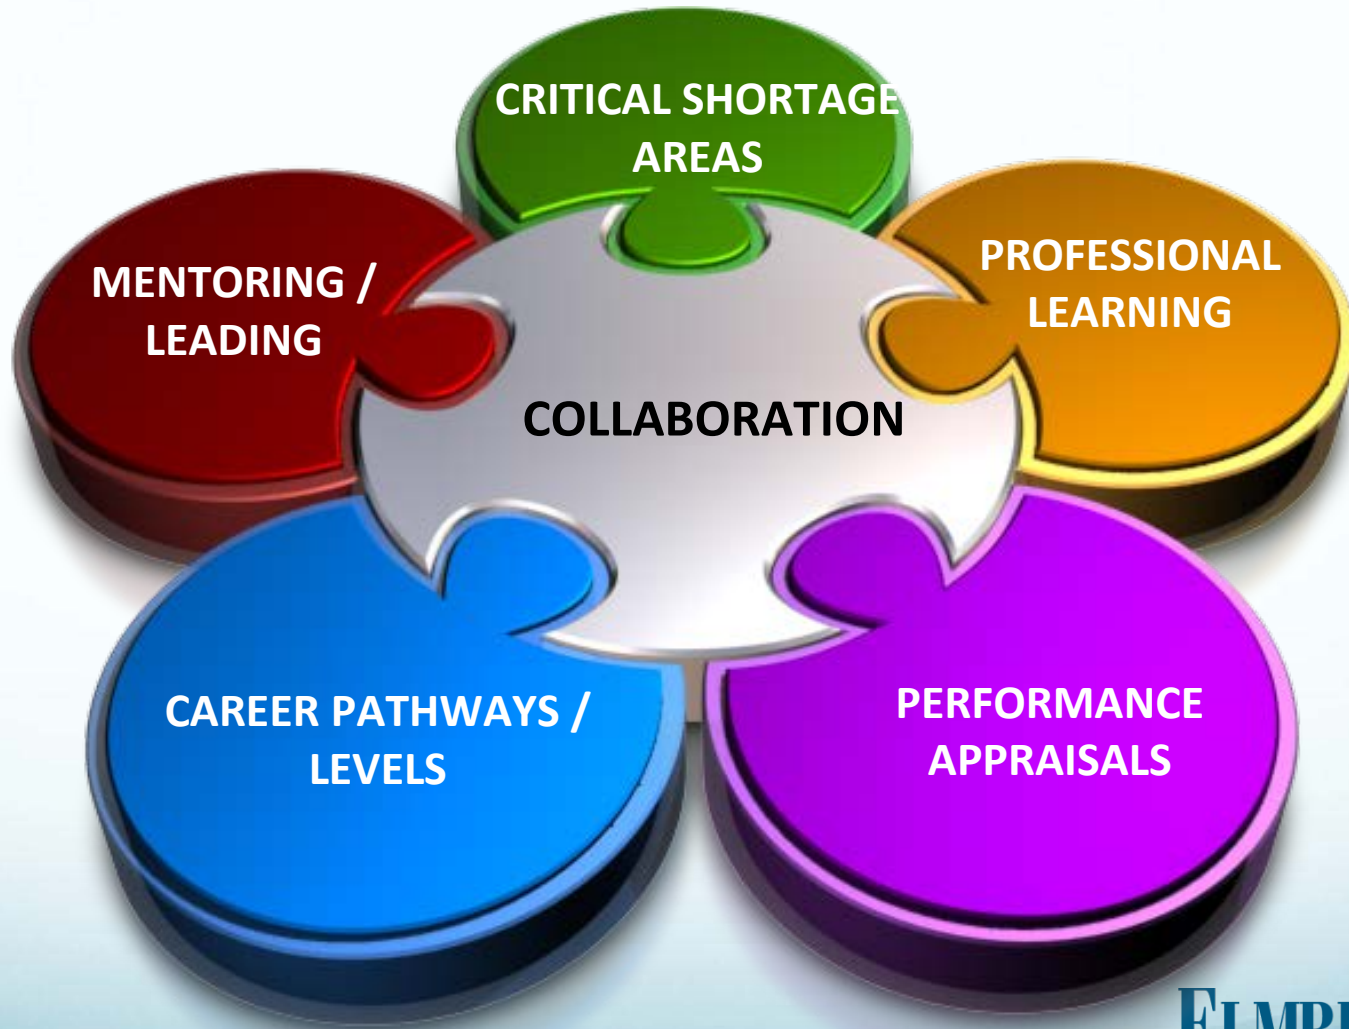 CRITICAL SHORTAGE
AREAS
MENTORING /
LEADING
PROFESSIONAL
LEARNING
COLLABORATION
CAREER PATHWAYS /
LEVELS
PERFORMANCE
APPRAISALS